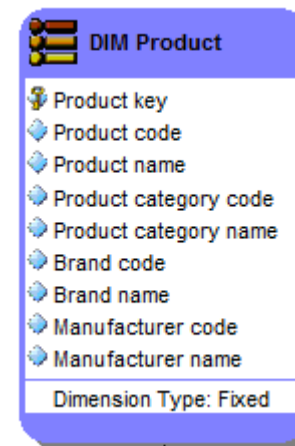 DIM Product
Product key
Product code
Product name
Product category code
Product category name
Brand code
Brand name
Manufacturer code
Manufacturer name
Dimension Type: Fixed